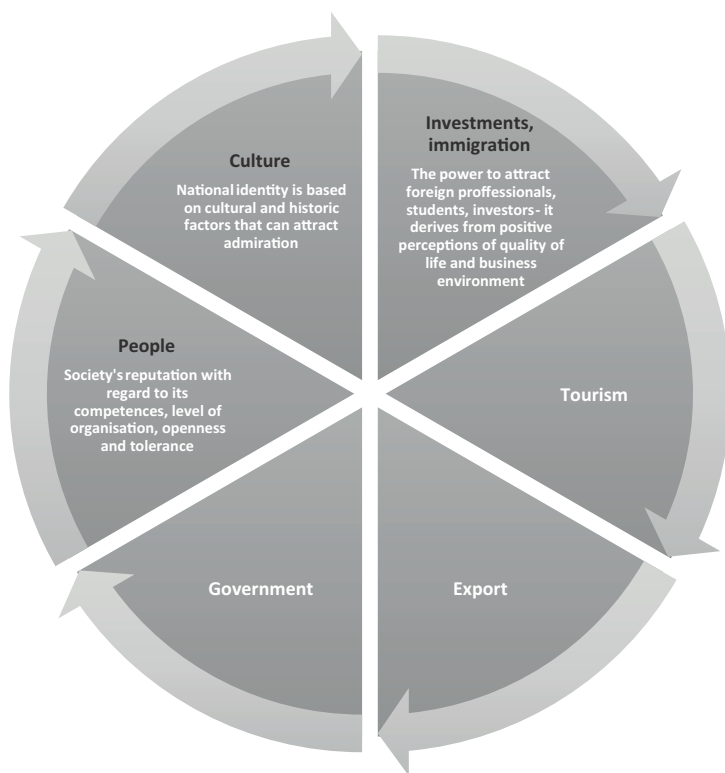 Investments,
immigration
The power to attract
foreign proffessionals,
students, investors- it
derives from positive
perceptions of quality of
life and business
environment
Tourism
Export
Government
People
Society's reputation with
regard to its
competences, level of
organisation, openness
and tolerance
Culture
National identity is based
on cultural and historic
factors that can attract
admiration